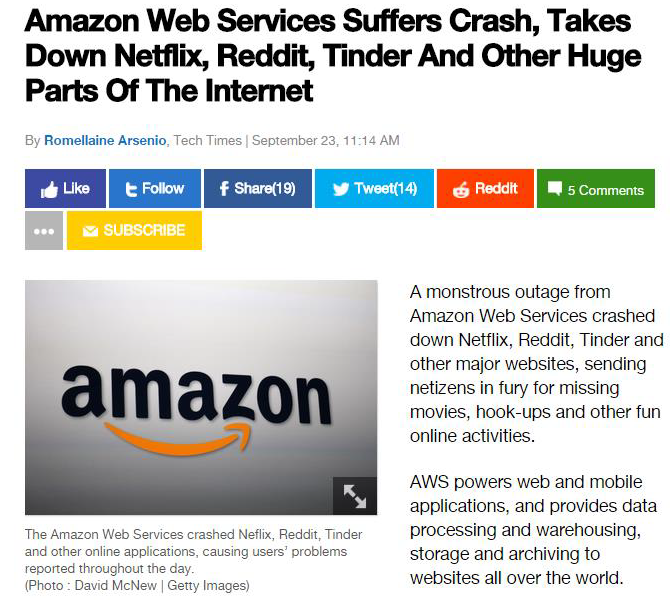 Amazon Web Services Suffers Crash, Takes
Down Netflix, Reddit, Tinder And Other Huge
Parts Of The Internet
By Romellaine Arsenio, Tech Times | September 23, 11:14 AM
Like
Follow
Share(19)
Tweet(14)
Reddit
5 Comments
SUBSCRIBE
amazon
The Amazon Web Services crashed Neflix, Reddit, Tinder
and other online applications, causing users' problems
reported throughout the day.
(Photo : David McNew | Getty Images)
A monstrous outage from
Amazon Web Services crashed
down Netflix, Reddit, Tinder and
other major websites, sending
netizens in fury for missing
movies, hook-ups and other fun
online activities.
AWS powers web and mobile
applications, and provides data
processing and warehousing,
storage and archiving to
websites all over the world.